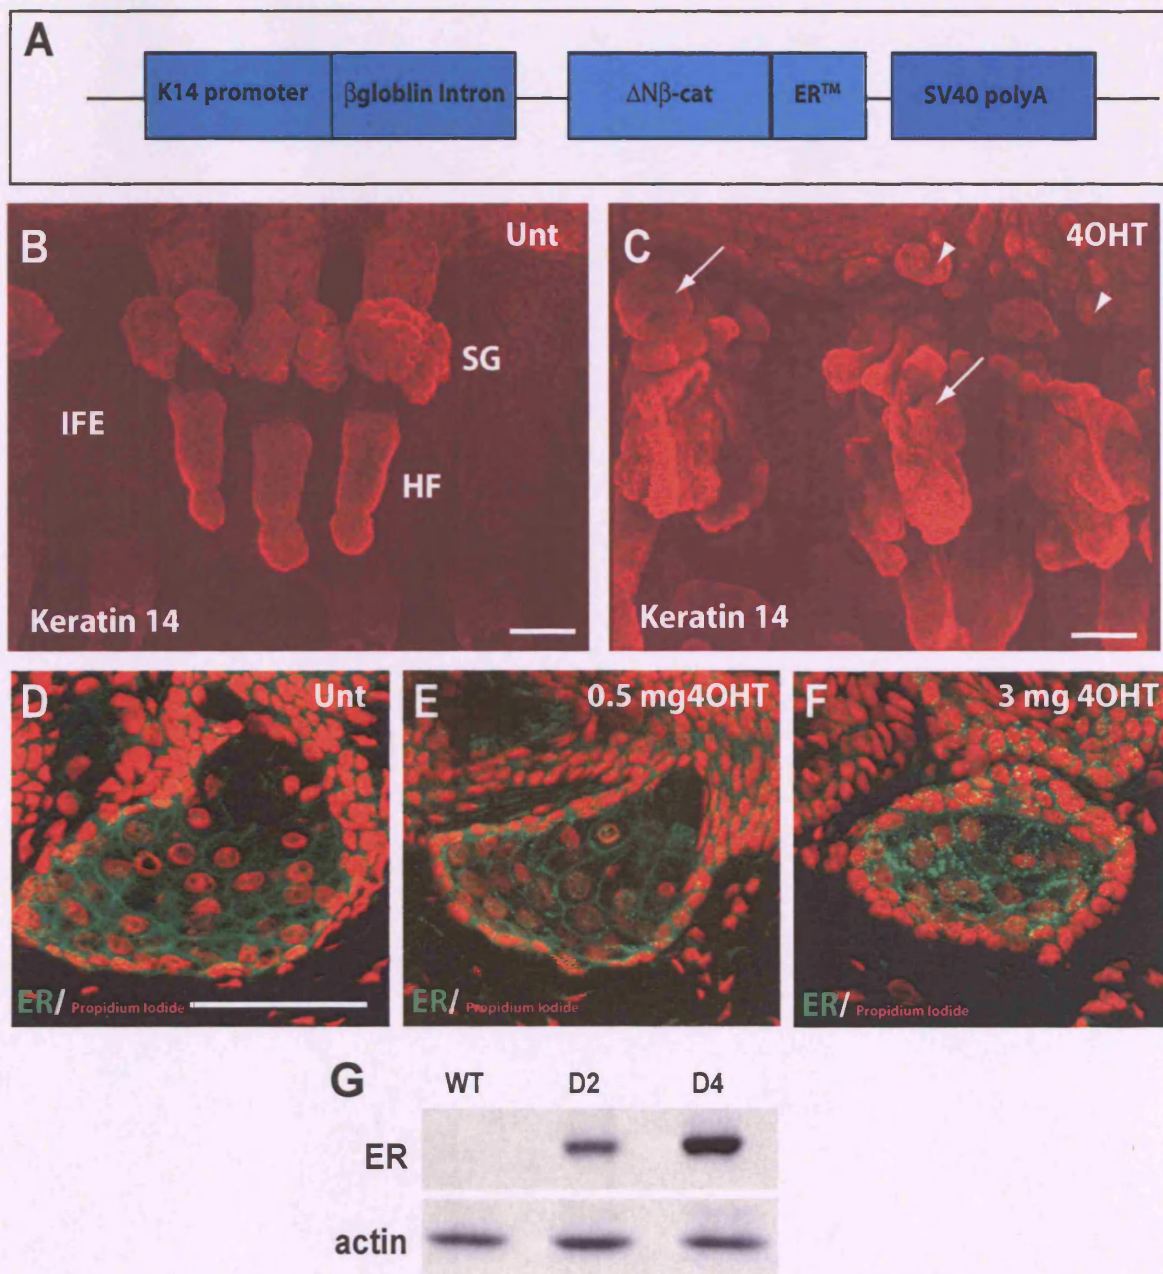 A
K14 promoter
βgloblin Intron
ΔNβ-cat
ER™
SV40 polyA
B
Unt
SG
IFE
HF
Keratin 14
C
4OHT
Keratin 14
D
Unt
ER/ Propidium Iodide
E
0.5 mg4OHT
ER/ Propidium Iodide
F
3 mg 4OHT
ER/ Propidium Iodide
G
WT D2 D4
ER
actin